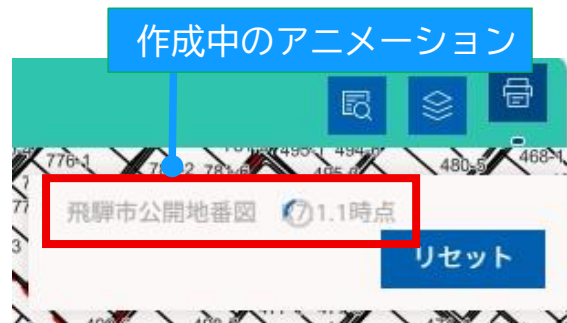 作成中のアニメーション
776-1
480-5
468-1
飛騨市公開地番図
1.1時点
リセット